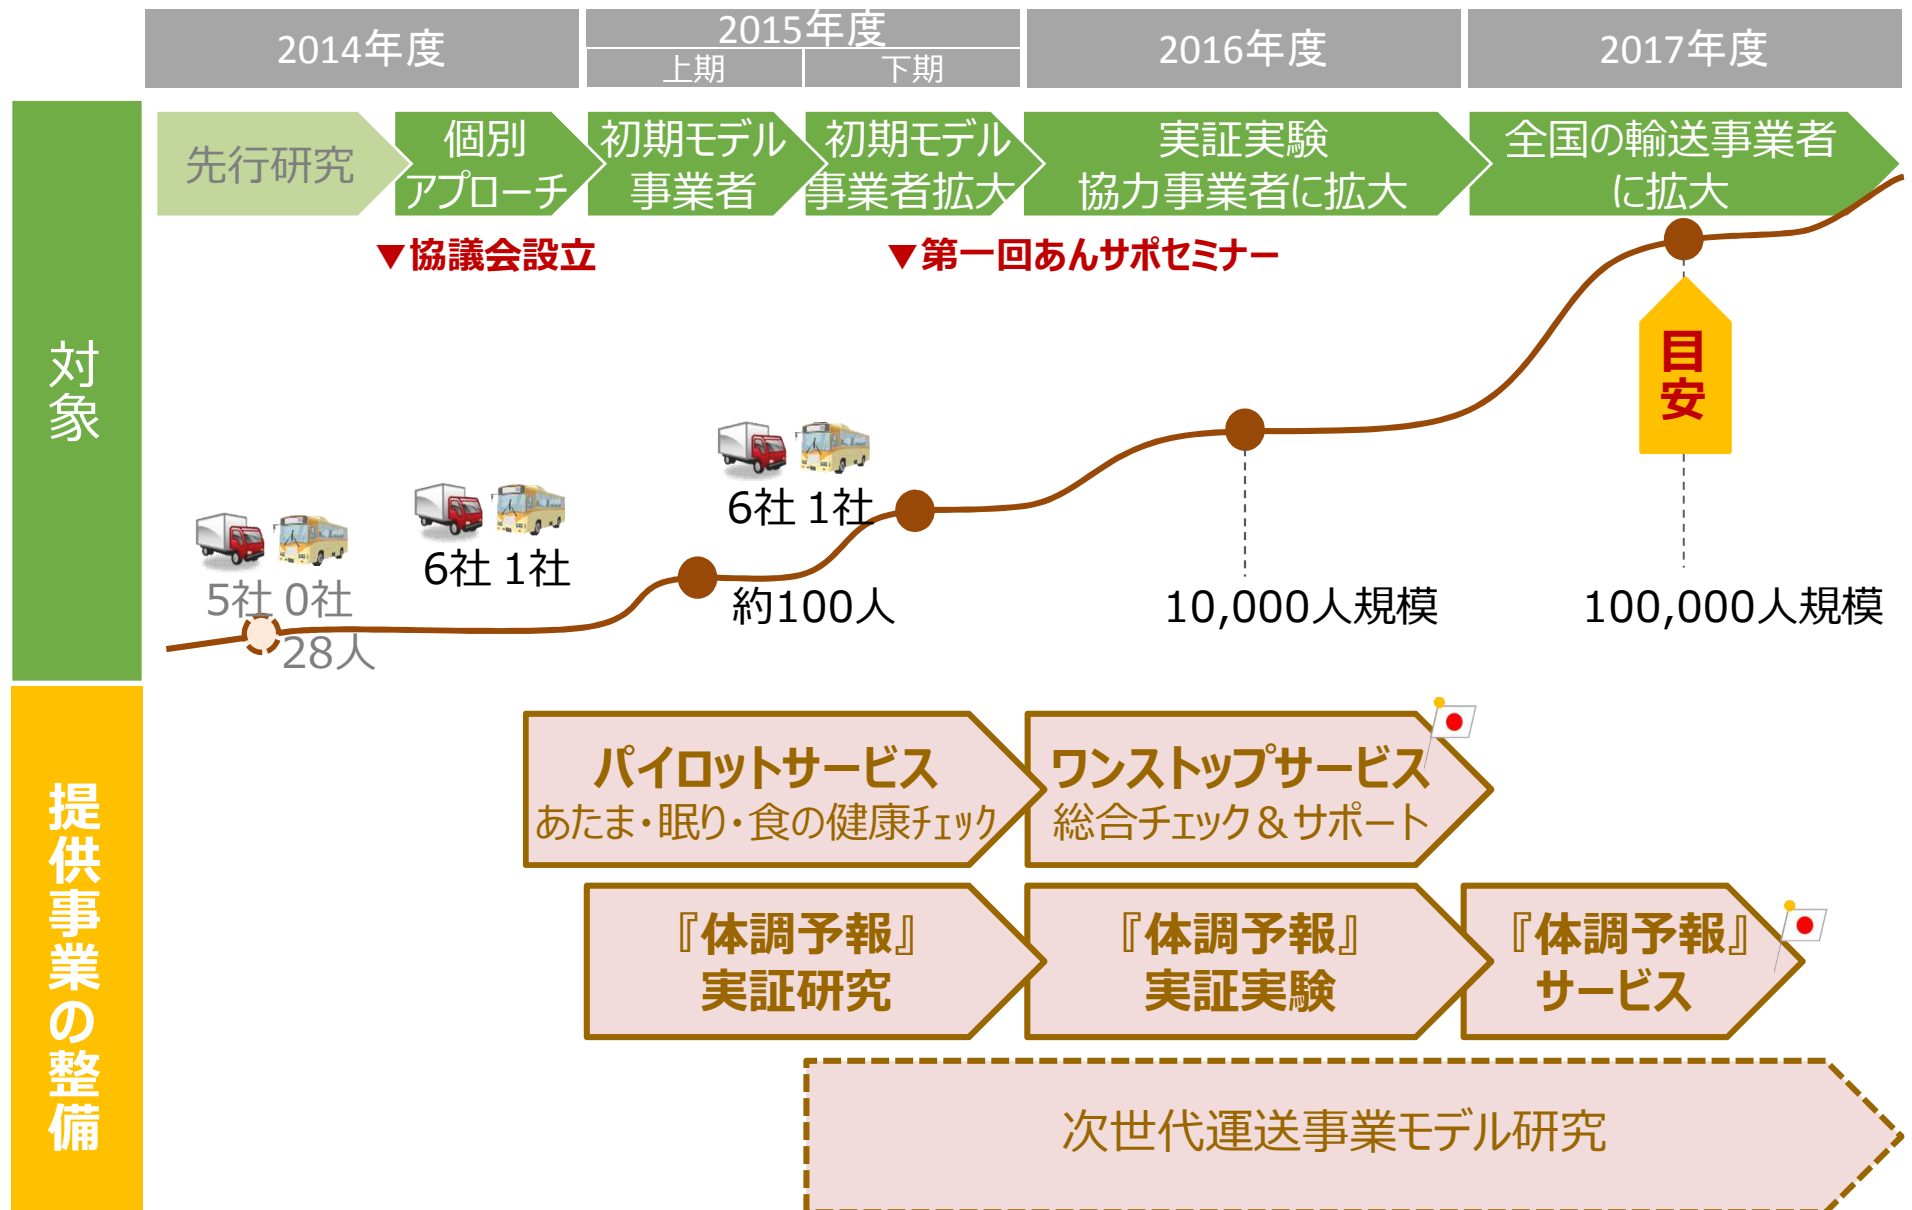 2014年度
2015年度
上期
下期
2016年度
2017年度
対象
先行研究
個別
アプローチ
初期モデル
事業者
初期モデル
事業者拡大
実証実験
協力事業者に拡大
全国の輸送事業者
に拡大
▼協議会設立
▼第一回あんサポセミナー
目安
6社 1社
6社 1社
5社 0社
28人
約100人
10,000人規模
100,000人規模
提供事業の整備
パイロットサービス
あたま・眠り・食の健康チェック
ワンストップサービス
総合チェック＆サポート
『体調予報』
実証研究
『体調予報』
実証実験
『体調予報』
サービス
次世代運送事業モデル研究